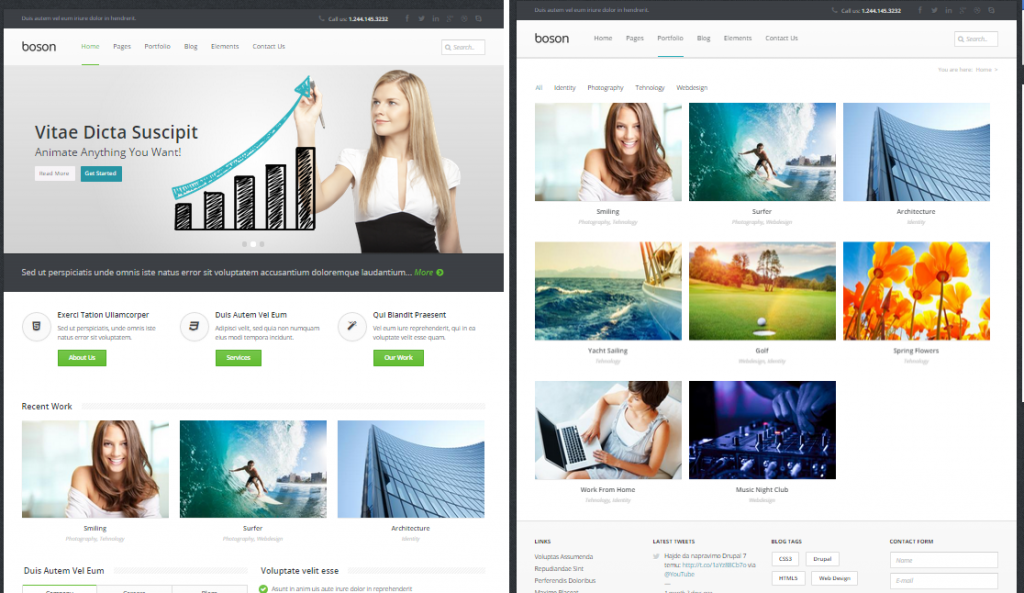 Duis autem vel eum iriure dolor in hendrerit.
Call us: 1.244.145.3232
boson
Home
Pages
Portfolio
Blog
Elements
Contact Us
Search..
Vitae Dicta Suscipit
Animate Anything You Want!
Read More
Get Started
Sed ut perspiciatis unde omnis iste natus error sit voluptatem accusantium doloremque laudantium... More
Exerci Tation Ullamcorper
Sed ut perspiciatis, unde omnis iste
natus error sit voluptatem.
About Us
Duis Autem Vel Eum
Adipisci velit, sed quia non numquam
eius modi tempora incidunt.
Services
Qui Blandit Praesent
Vel eum iure reprehenderit, qui in ea
voluptate velit esse quam.
Our Work
Recent Work
Smiling
Photography, Tehnology
Surfer
Photography, Webdesign
Architecture
Identity
Duis Autem Vel Eum
Voluptate velit esse
Company
Careers
Asunt in anim uis aute irure dolor in reprehenderit
Duis autem vel eum iriure dolor in hendrerit.
Call us: 1.244.145.3232
boson
Home
Pages
Portfolio
Blog
Elements
Contact Us
Search..
You are here: Home »
All
Identity
Photography
Tehnology
Webdesign
Smiling
Photography, Tehnology
Surfer
Photography, Webdesign
Architecture
Identity
Yacht Sailing
Tehnology
Golf
Webdesign, Identity
Spring Flowers
Tehnology
Work From Home
Tehnology, Identity
Music Night Club
Webdesign
LINKS
Voluptas Assumenda
Repudiandae Sint
Perferends Doloribus
Maxime Placeat
LATEST TWEETS
Hajde da napravimo Drupal 7
temu:
via
@YouTube
BLOG TAGS
CSS3
Drupal
HTML5
Web Design
CONTACT FORM
Name
E-mail